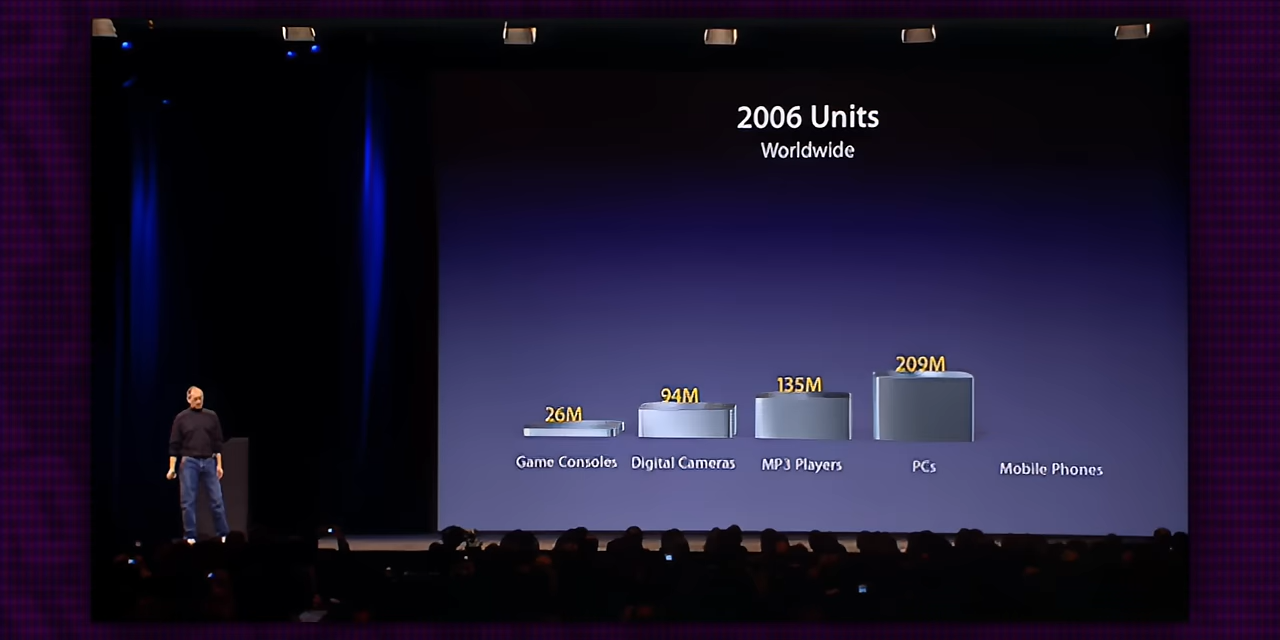 2006 Units
Worldwide
26M
94M
135M
209M
Game Consoles
Digital Cameras
MP3 Players
PCs
Mobile Phones